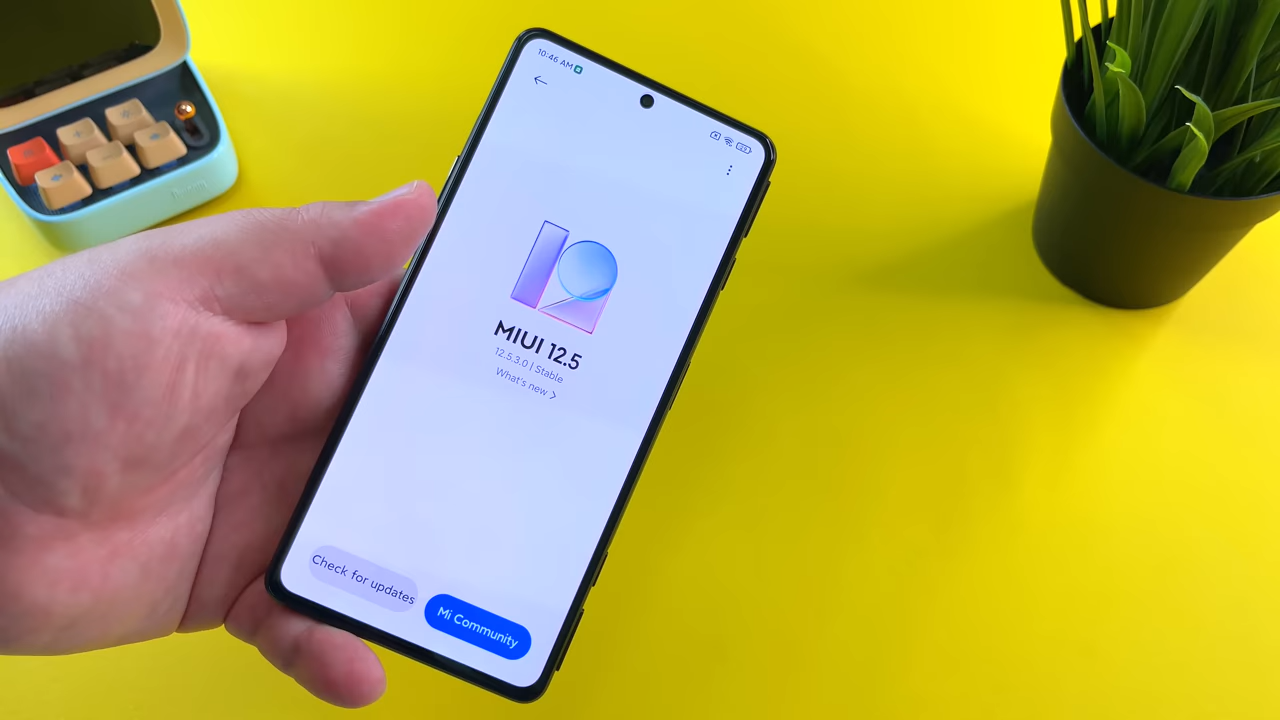 10:46 AM
MIUI 12.5
12.5.3.0 | Stable
What's new >
Check for updates
Mi Community